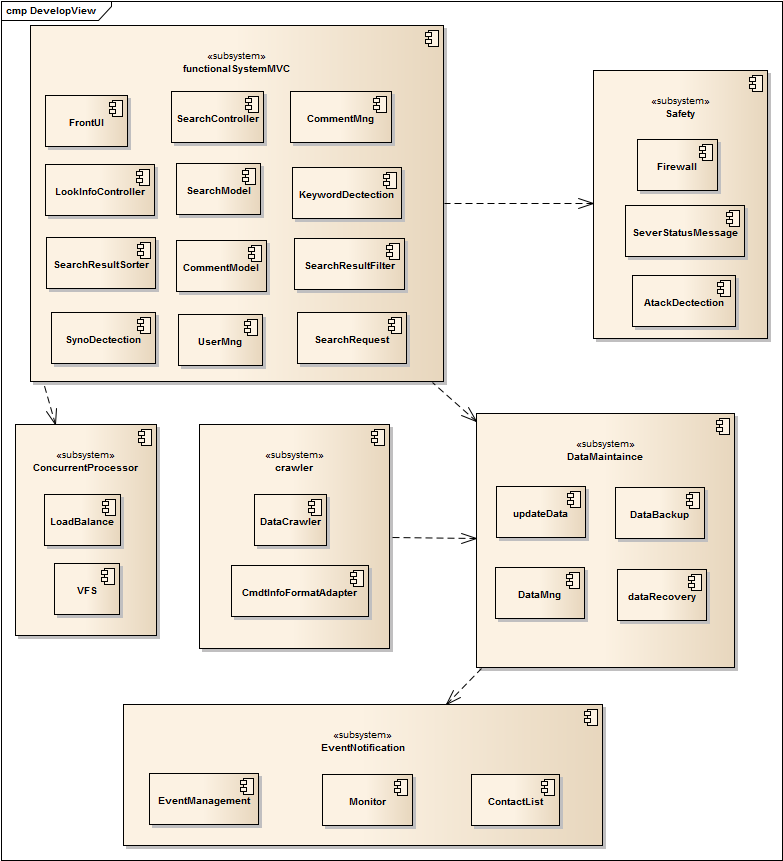 cmp DevelopView
«subsystem»
functionalSystemMVC
FrontUI
SearchController
CommentMng
LookInfoController
SearchModel
KeywordDectection
SearchResultSorter
CommentModel
SearchResultFilter
SynoDectection
UserMng
SearchRequest
«subsystem»
Safety
Firewall
SeverStatusMessage
AtackDectection
«subsystem»
ConcurrentProcessor
LoadBalance
VFS
«subsystem»
crawler
DataCrawler
CmdtInfoFormatAdapter
«subsystem»
DataMaintaince
updateData
DataBackup
DataMng
dataRecovery
«subsystem»
EventNotification
EventManagement
Monitor
ContactList